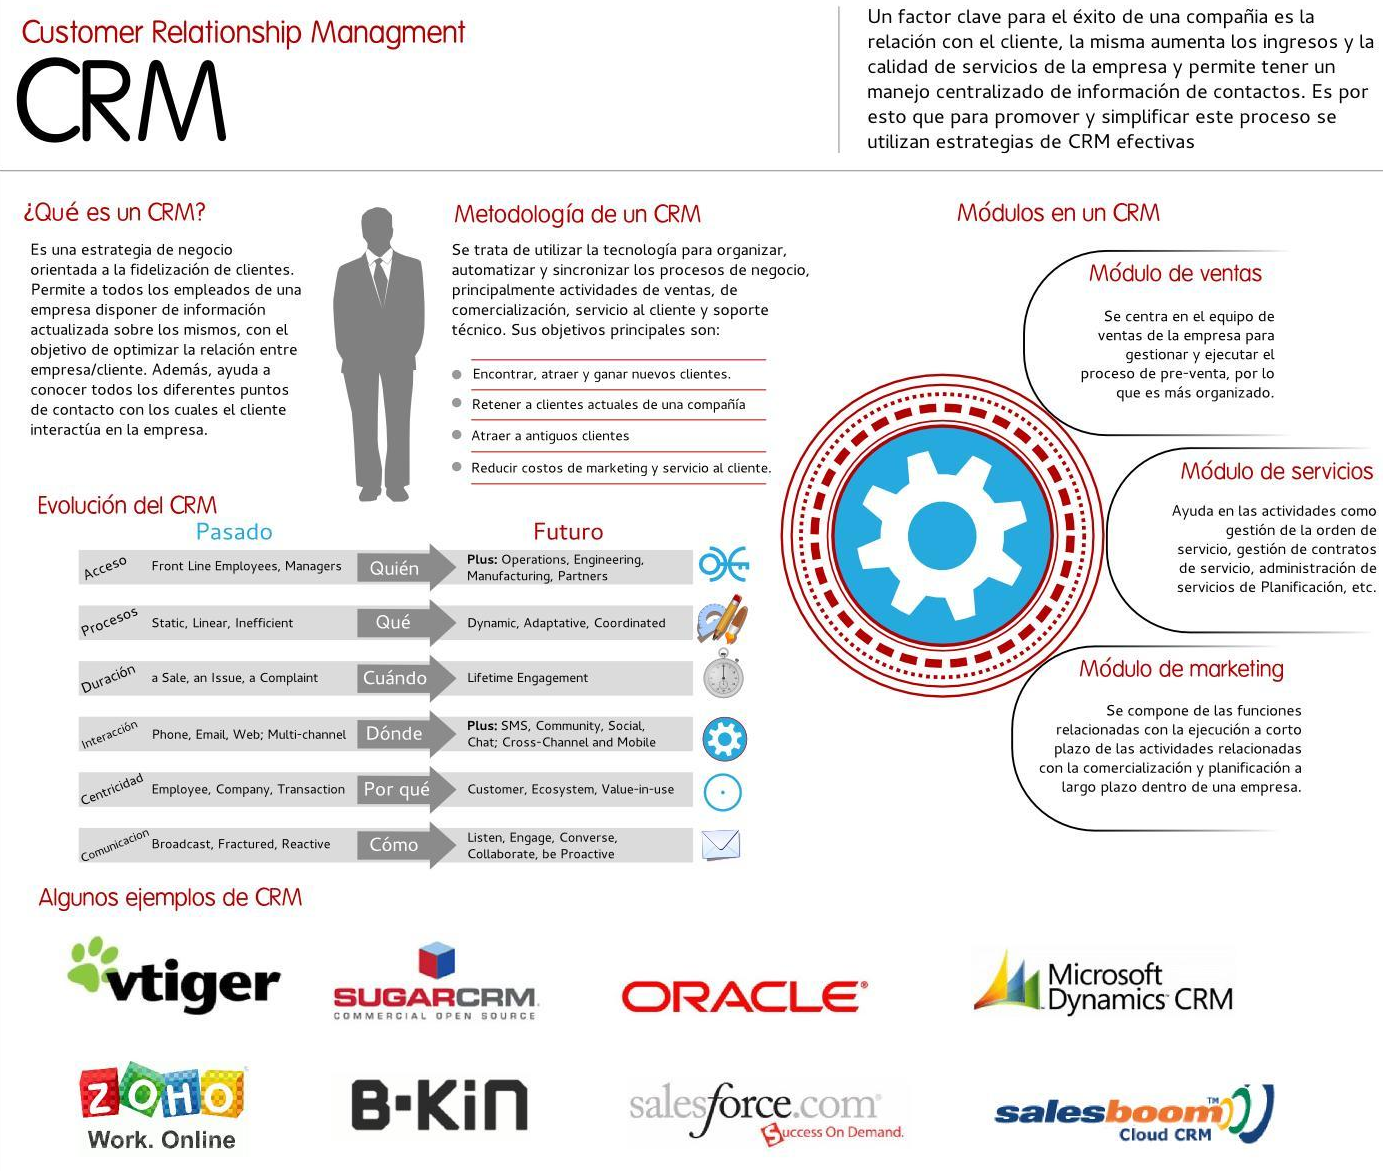 Customer Relationship Managment
CRM
Un factor clave para el éxito de una compañia es la
relación con el cliente, la misma aumenta los ingresos y la
calidad de servicios de la empresa y permite tener un
manejo centralizado de información de contactos. Es por
esto que para promover y simplificar este proceso se
utilizan estrategias de CRM efectivas
¿Qué es un CRM?
Es una estrategia de negocio
orientada a la fidelización de clientes.
Permite a todos los empleados de una
empresa disponer de información
actualizada sobre los mismos, con el
objetivo de optimizar la relación entre
empresa/cliente. Además, ayuda a
conocer todos los diferentes puntos
de contacto con los cuales el cliente
interactúa en la empresa.
Metodología de un CRM
Se trata de utilizar la tecnología para organizar,
automatizar y sincronizar los procesos de negocio,
principalmente actividades de ventas, de
comercialización, servicio al cliente y soporte
técnico. Sus objetivos principales son:
Encontrar, atraer y ganar nuevos clientes.
Retener a clientes actuales de una compañía
Atraer a antiguos clientes
Reducir costos de marketing y servicio al cliente.
Módulos en un CRM
Módulo de ventas
Se centra en el equipo de
ventas de la empresa para
gestionar y ejecutar el
proceso de pre-venta, por lo
que es más organizado.
Módulo de servicios
Ayuda en las actividades como
gestión de la orden de
servicio, gestión de contratos
de servicio, administración de
servicios de Planificación, etc.
Módulo de marketing
Se compone de las funciones
relacionadas con la ejecución a corto
plazo de las actividades relacionadas
con la comercialización y planificación a
largo plazo dentro de una empresa.
Evolución del CRM
Pasado
Futuro
Acceso
Front Line Employees, Managers
Quién
Plus: Operations, Engineering,
Manufacturing, Partners
Procesos
Static, Linear, Inefficient
Qué
Dynamic, Adaptative, Coordinated
Duración
a Sale, an Issue, a Complaint
Cuándo
Lifetime Engagement
Interacción
Phone, Email, Web; Multi-channel
Dónde
Plus: SMS, Community, Social,
Chat; Cross-Channel and Mobile
Centricidad
Employee, Company, Transaction
Por qué
Customer, Ecosystem, Value-in-use
Comunicacion
Broadcast, Fractured, Reactive
Cómo
Listen, Engage, Converse,
Collaborate, be Proactive
Algunos ejemplos de CRM
vtiger
SUGARCRM.
COMMERCIAL OPEN SOURCE
ORACLE®
Microsoft
Dynamics™ CRM
ZOHO
Work. Online
B-KiN
salesforce.com®
Success On Demand.
salesboom™
Cloud CRM